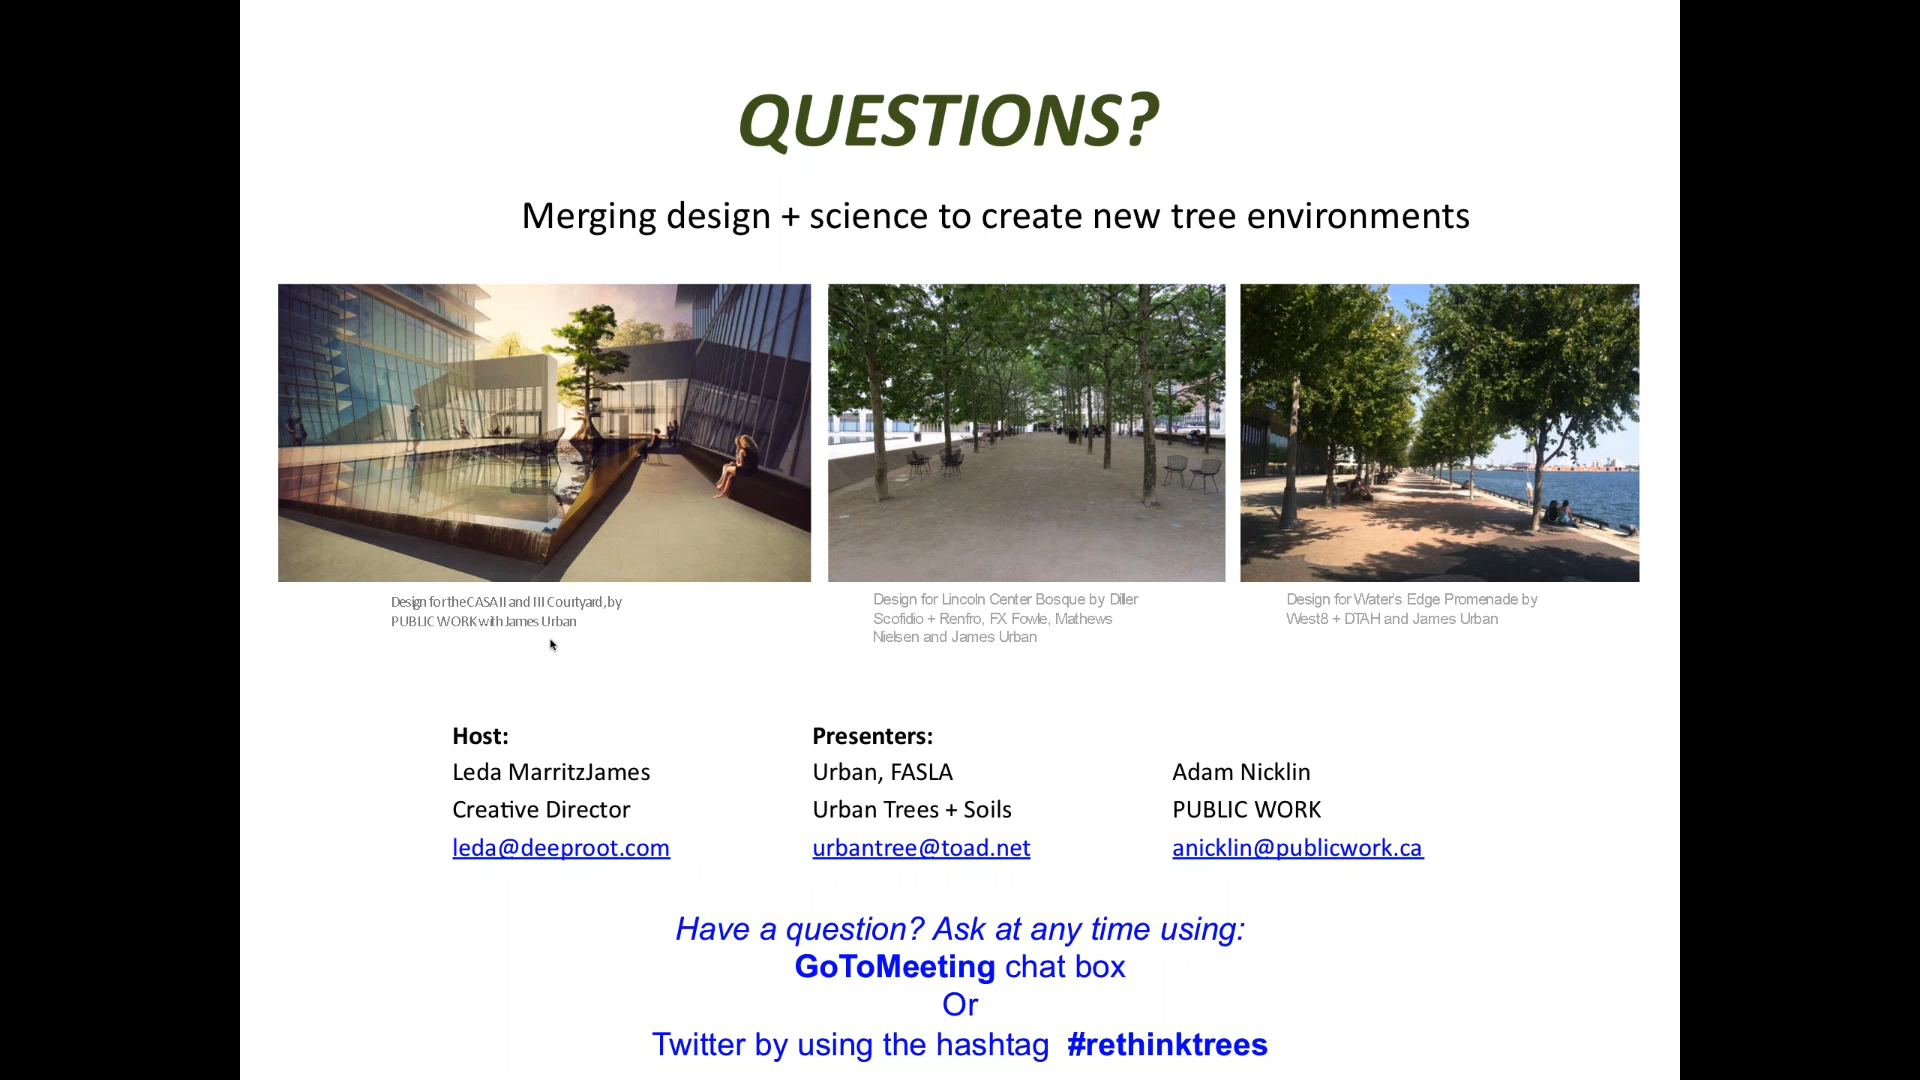 QUESTIONS?
Merging design + science to create new tree environments
Design for the CASA II and III Courtyard, by
PUBLIC WORK with James Urban
Design for Lincoln Center Bosque by Diller
Scofidio + Renfro, FX Fowle, Mathews
Nielsen and James Urban
Design for Water's Edge Promenade by
West8 + DTAH and James Urban
Host:
Presenters:
Leda MarritzJames
Urban, FASLA
Adam Nicklin
Creative Director
Urban Trees + Soils
PUBLIC WORK
leda@deeproot.com
urbantree@toad.net
anicklin@publicwork.ca
Have a question? Ask at any time using:
GoToMeeting chat box
Or
Twitter by using the hashtag #rethinktrees